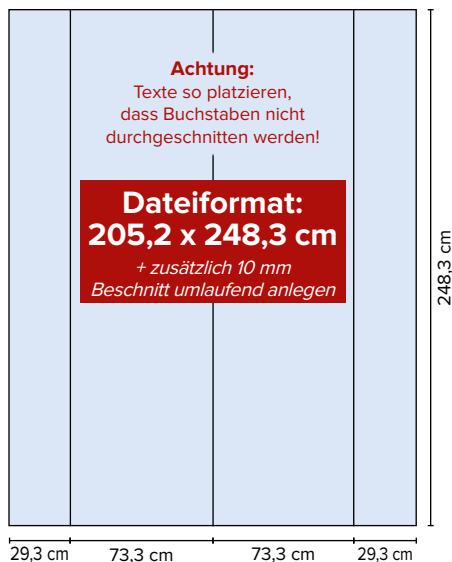 Achtung:
Texte so platzieren,
dass Buchstaben nicht
durchgeschnitten werden!
Dateiformat:
205,2 x 248,3 cm
+ zusätzlich 10 mm
Beschnitt umlaufend anlegen
248,3 cm
29,3 cm
73,3 cm
73,3 cm
29,3 cm